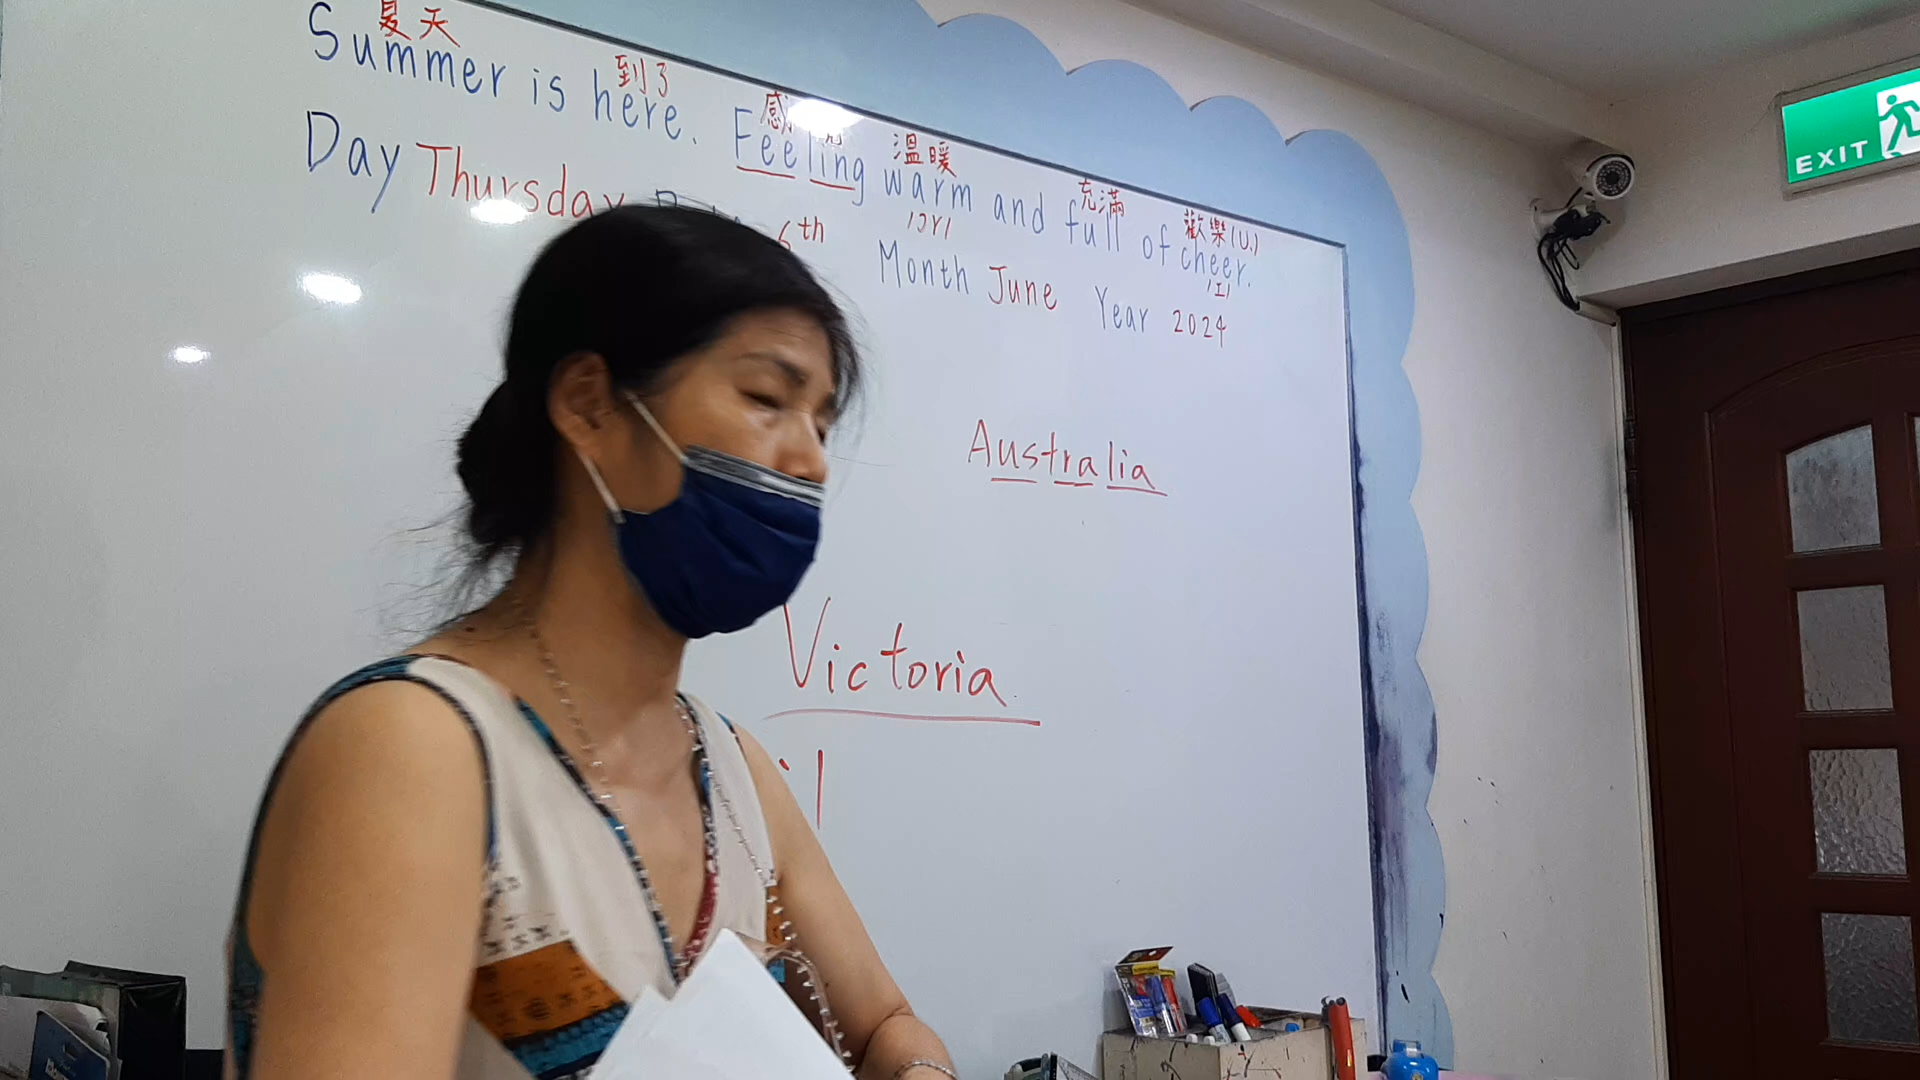 夏天 到了 感 溫暖 充滿 歡樂(U.)
Summer is here. Feeling warm and full of cheer.
Day Thursday 6th Month June Year 2024
Australia
Victoria
EXIT